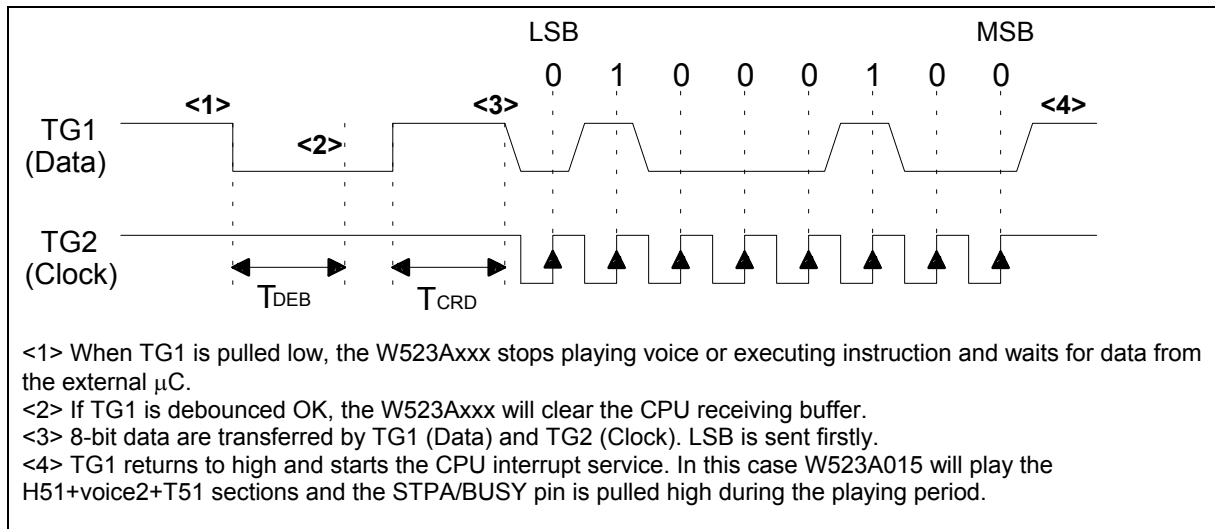 LSB MSB
0 1 0 0 0 1 0 0
<1> <2> <3> <4>
TG1
(Data)
TG2
(Clock)
TDEB TCRD
<1> When TG1 is pulled low, the W523Axxx stops playing voice or executing instruction and waits for data from
the external μC.
<2> If TG1 is debounced OK, the W523Axxx will clear the CPU receiving buffer.
<3> 8-bit data are transferred by TG1 (Data) and TG2 (Clock). LSB is sent firstly.
<4> TG1 returns to high and starts the CPU interrupt service. In this case W523A015 will play the
H51+voice2+T51 sections and the STPA/BUSY pin is pulled high during the playing period.